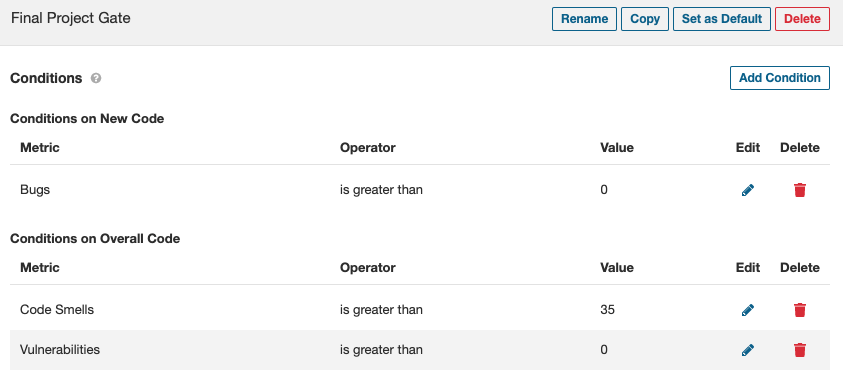 Final Project Gate Rename Copy Set as Default Delete
Conditions ? Add Condition
Conditions on New Code
Metric Operator Value Edit Delete
Bugs is greater than 0
Conditions on Overall Code
Metric Operator Value Edit Delete
Code Smells is greater than 35
Vulnerabilities is greater than 0